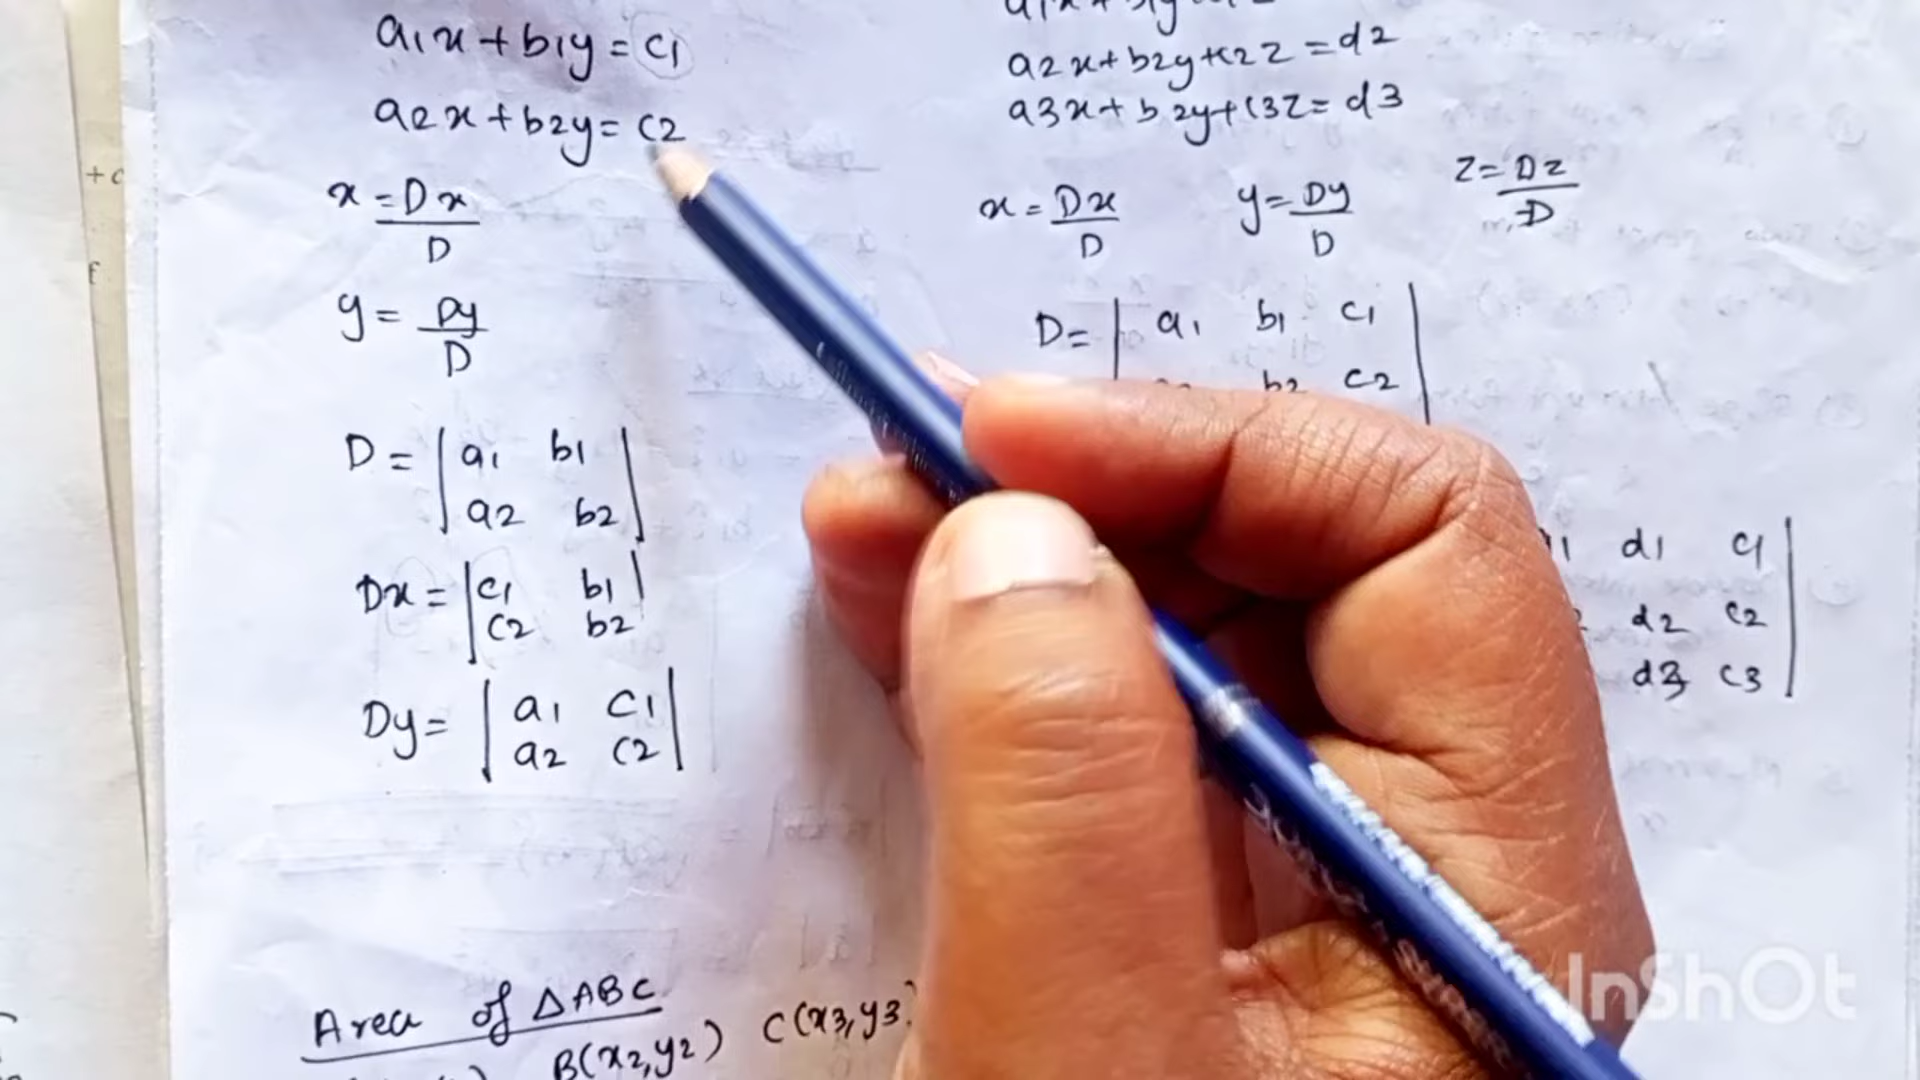 a1x + b1y = c1
a2x + b2y = c2
x = Dx
D
y = Dy
D
D = | a1 b1 |
a2 b2
Dx = | c1 b1 |
c2 b2
Dy = | a1 c1 |
a2 c2
a2x + b2y + c2z = d2
a3x + b2y + c3z = d3
x = Dx
D
y = Dy
D
z = Dz
D
D = | a1 b1 c1 |
b2 c2
d1 c1
d2 c2
d3 c3
Area of △ABC
B(x2, y2) C(x3, y3)
InShOt